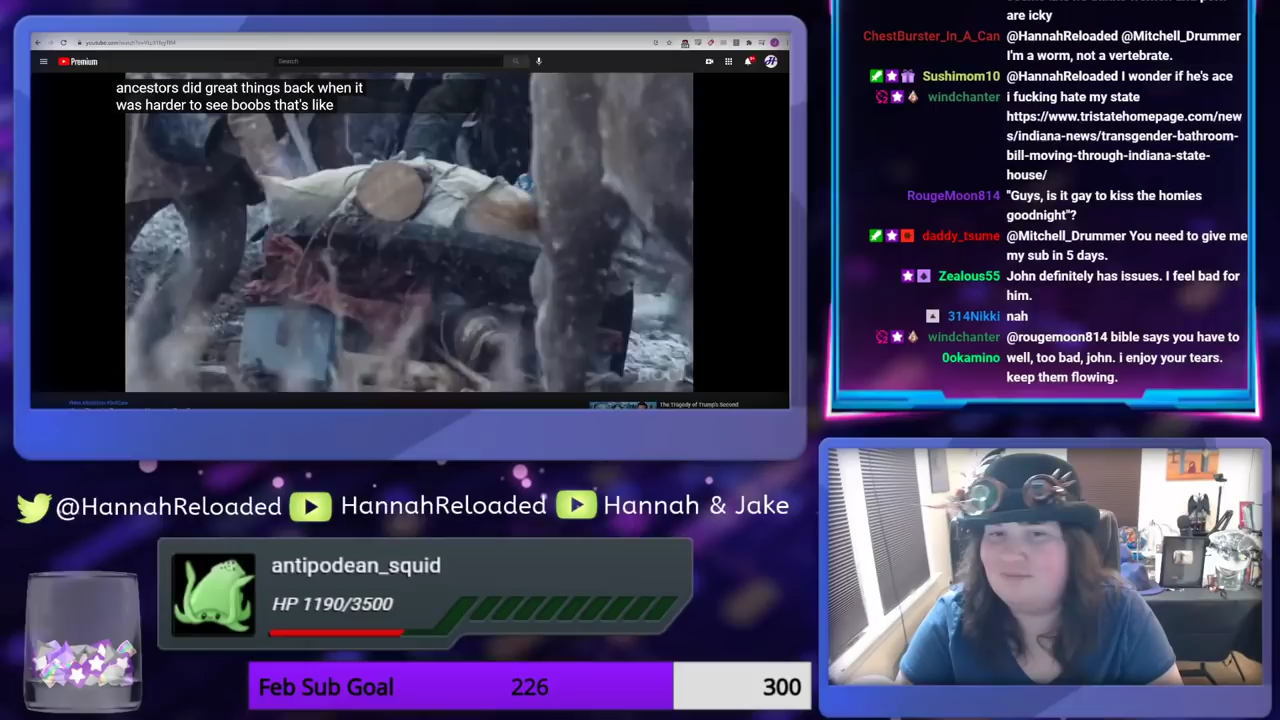 Premium
Search
ancestors did great things back when it
was harder to see boobs that's like
The Tragedy of Trump's Second
are icky
ChestBurster_In_A_Can @HannahReloaded @Mitchell_Drummer
I'm a worm, not a vertebrate.
Sushimom10 @HannahReloaded I wonder if he's ace
windchanter i fucking hate my state
https://www.tristatehomepage.com/new
s/indiana-news/transgender-bathroom-
bill-moving-through-indiana-state-
house/
RougeMoon814 "Guys, is it gay to kiss the homies
goodnight"?
daddy_tsume @Mitchell_Drummer You need to give me
my sub in 5 days.
Zealous55 John definitely has issues. I feel bad for
him.
314Nikki nah
windchanter @rougemoon814 bible says you have to
0okamino well, too bad, john. i enjoy your tears.
keep them flowing.
@HannahReloaded HannahReloaded Hannah & Jake
antipodean_squid
HP 1190/3500
Feb Sub Goal 226 300